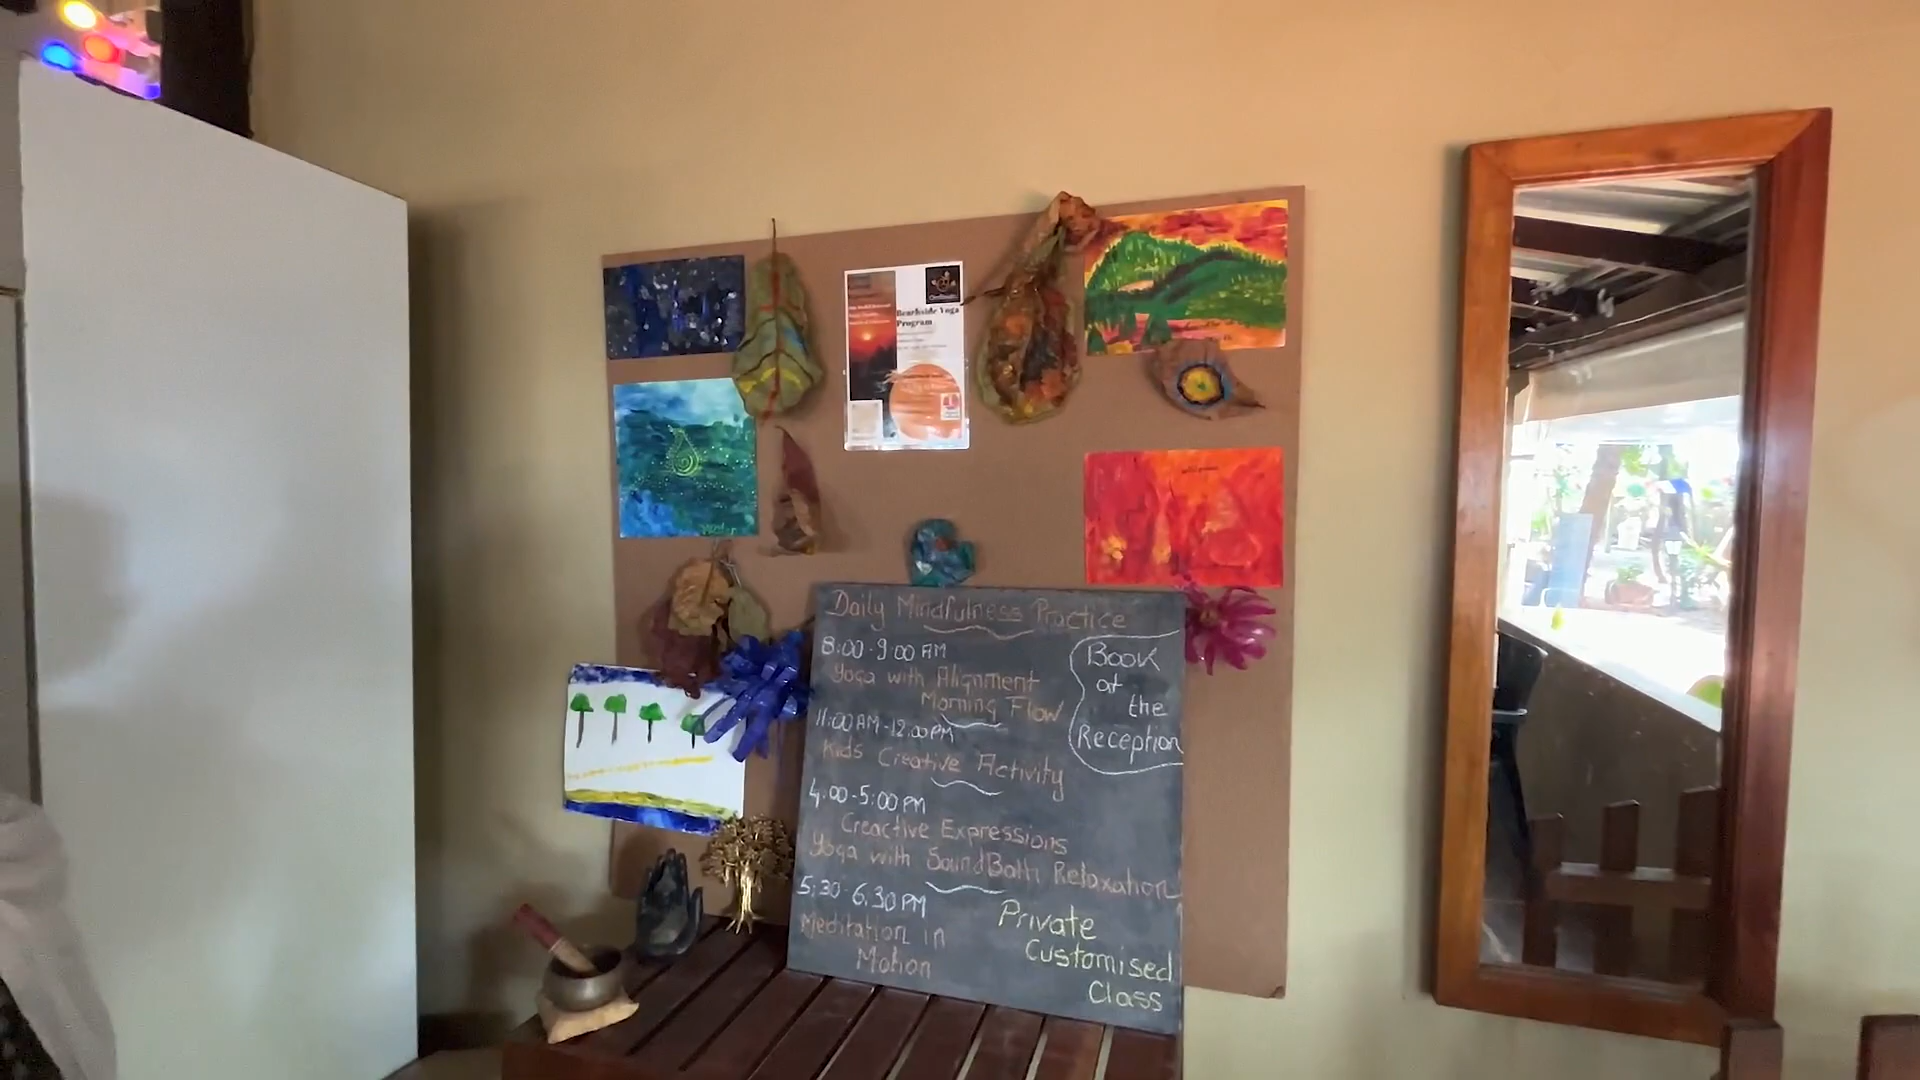 Beachside Yoga
Program
Daily Mindfulness Practice
8:00-9:00 AM
Yoga with Alignment
Morning Flow
Book
at
the
Reception
11:00 AM-12:00 PM
Kids Creative Activity
4:00-5:00 PM
Creactive Expressions
Yoga with SoundBath Relaxation
5:30-6.30 PM
Meditation in
Motion
Private
Customised
Class